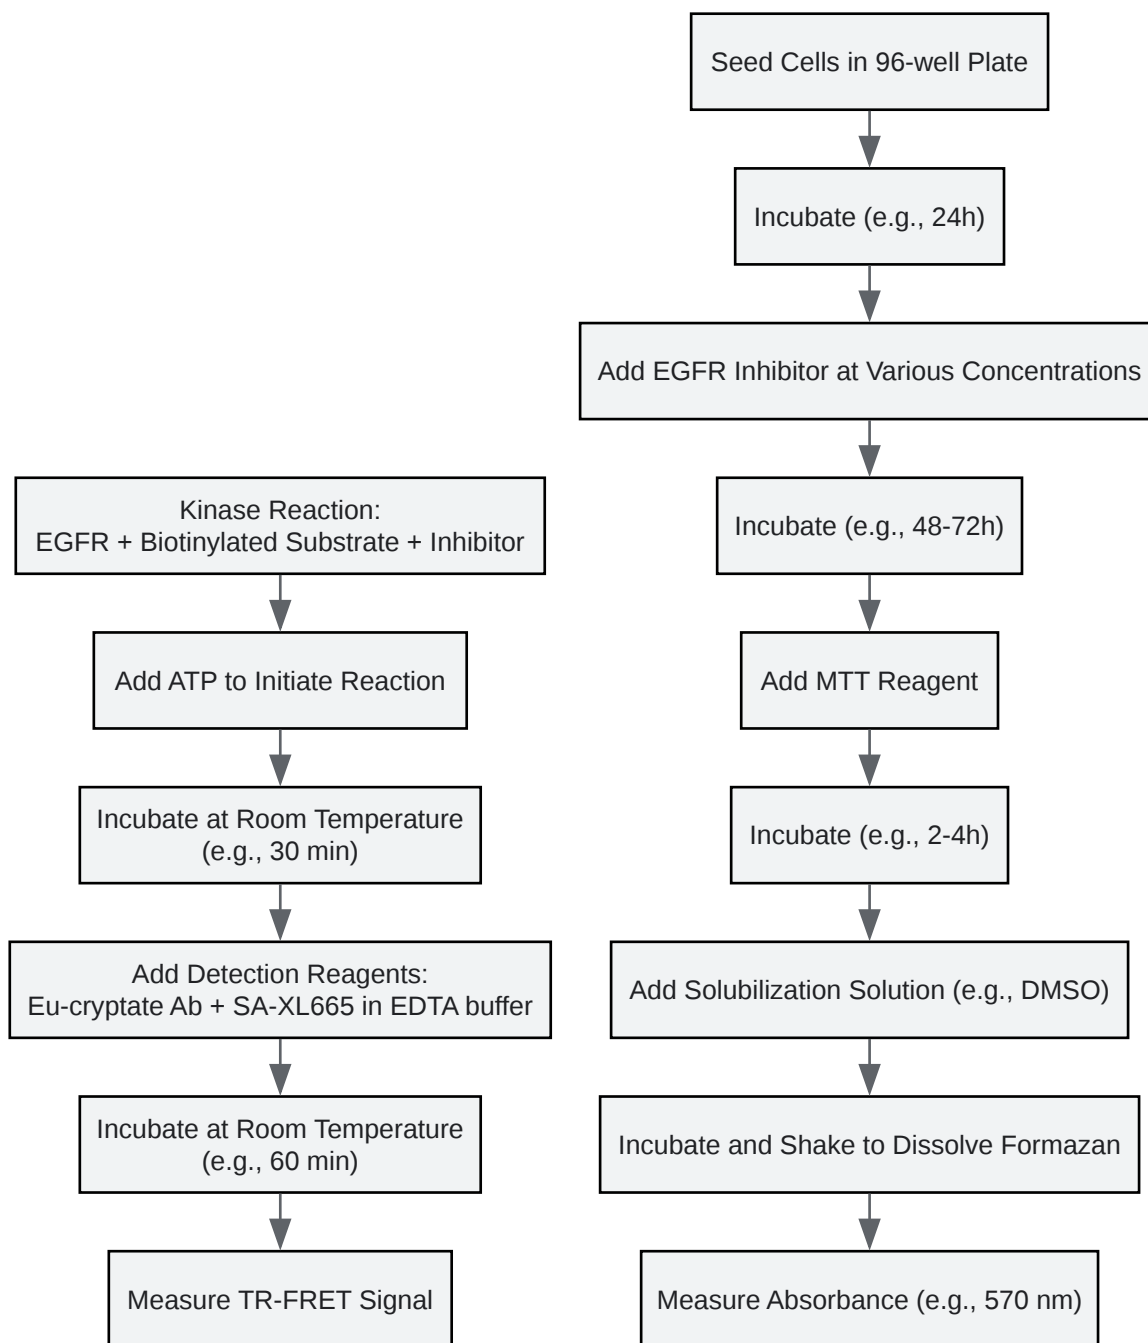 Kinase Reaction:
EGFR + Biotinylated Substrate + Inhibitor
Add ATP to Initiate Reaction
Incubate at Room Temperature
(e.g., 30 min)
Add Detection Reagents:
Eu-cryptate Ab + SA-XL665 in EDTA buffer
Incubate at Room Temperature
(e.g., 60 min)
Measure TR-FRET Signal
Seed Cells in 96-well Plate
Incubate (e.g., 24h)
Add EGFR Inhibitor at Various Concentrations
Incubate (e.g., 48-72h)
Add MTT Reagent
Incubate (e.g., 2-4h)
Add Solubilization Solution (e.g., DMSO)
Incubate and Shake to Dissolve Formazan
Measure Absorbance (e.g., 570 nm)